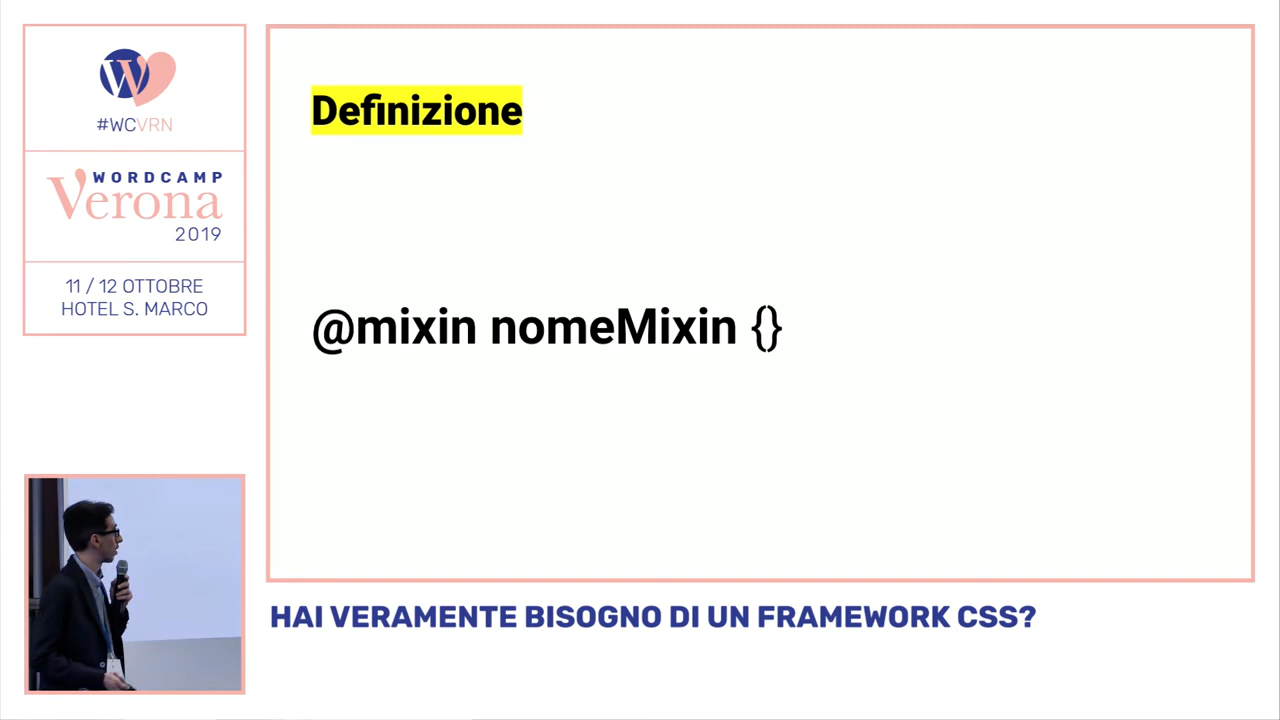 #WCVRN
WORDCAMP
Verona
2019
11 / 12 OTTOBRE
HOTEL S. MARCO
Definizione
@mixin nomeMixin {}
HAI VERAMENTE BISOGNO DI UN FRAMEWORK CSS?